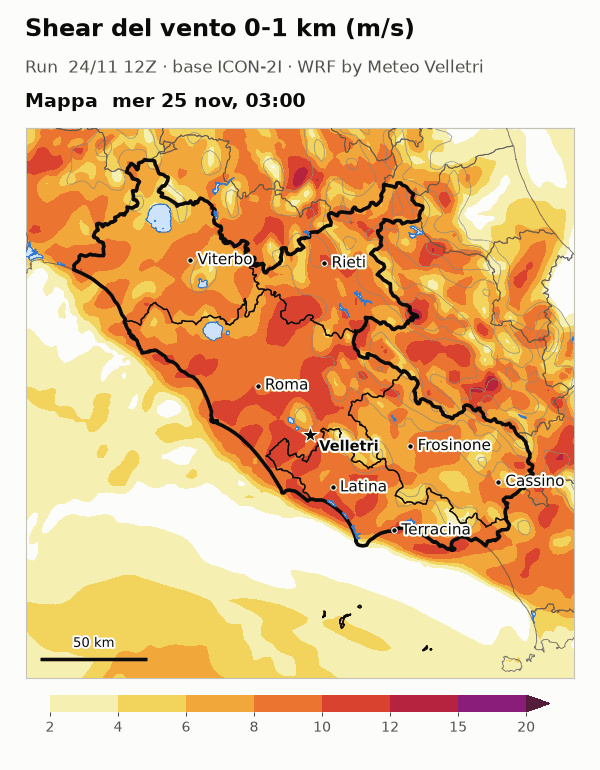 Shear del vento 0-1 km (m/s)
Run  24/11 12Z · base ICON-2I · WRF by Meteo Velletri
Mappa  mer 25 nov, 03:00
Viterbo
Rieti
Roma
Velletri
Frosinone
Latina
Cassino
Terracina
50 km
2 4 6 8 10 12 15 20